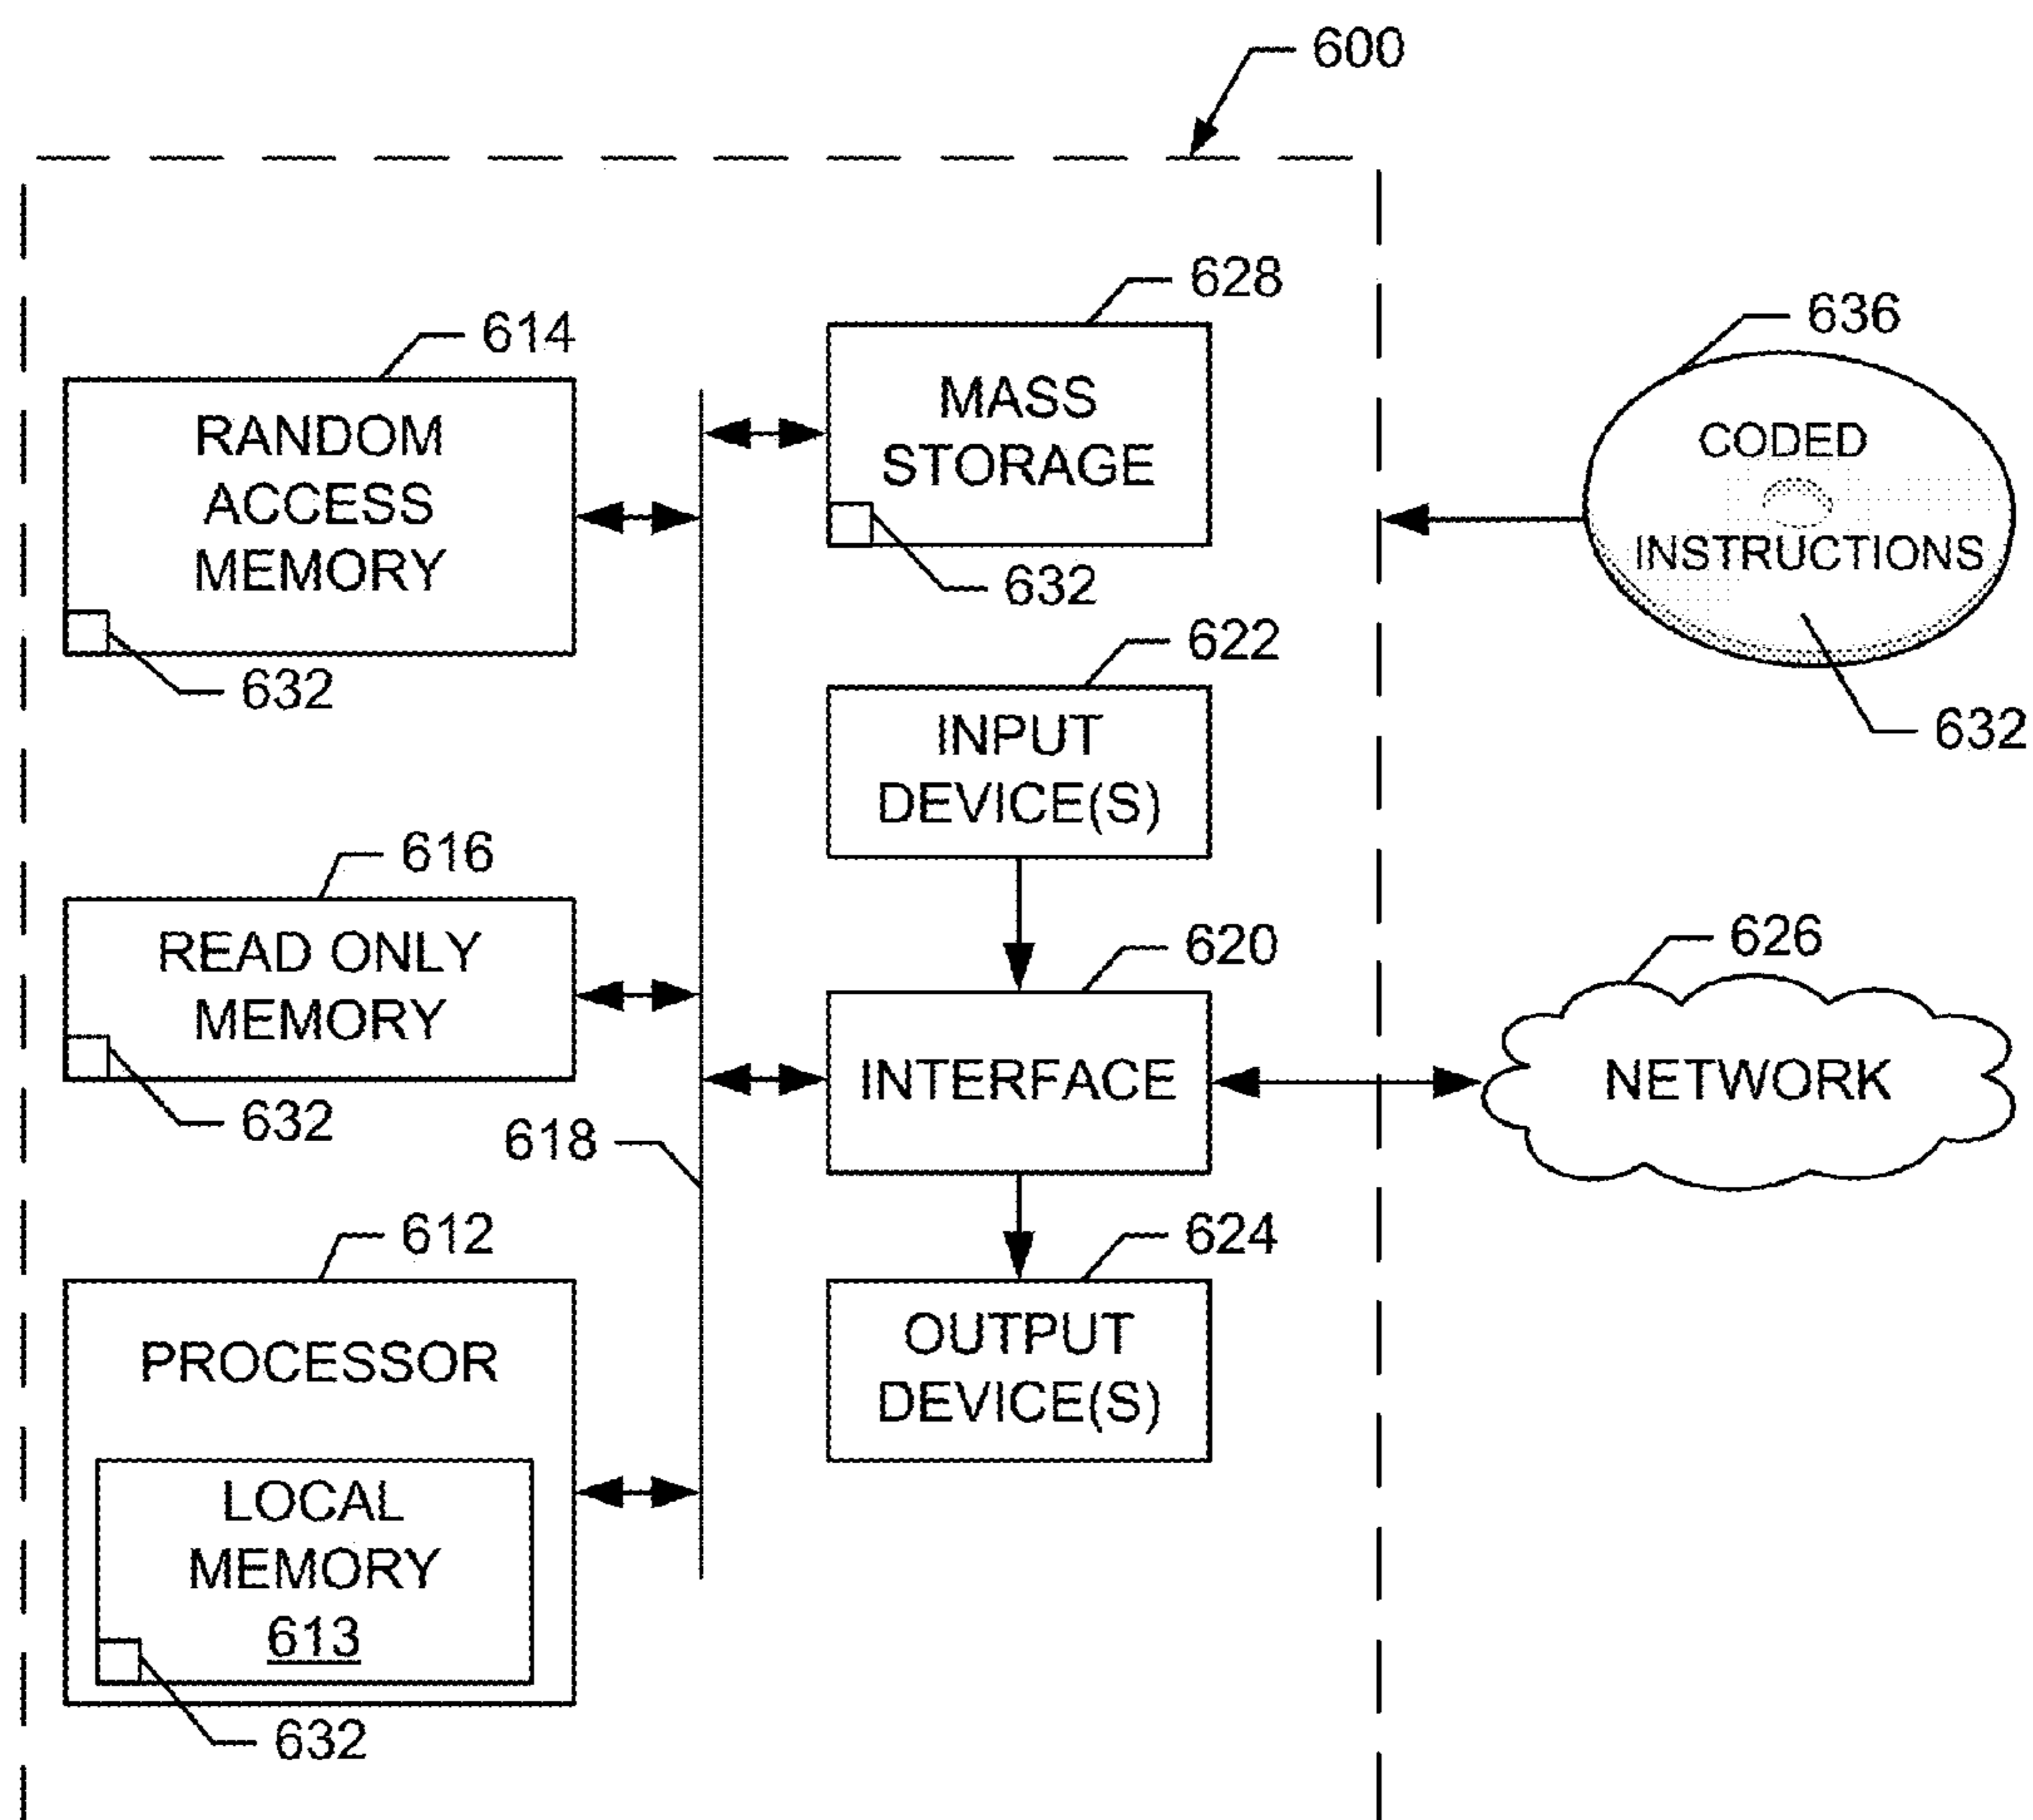 600
628
614
636
MASS
STORAGE
RANDOM
ACCESS
MEMORY
CODED
INSTRUCTIONS
632
632
622
632
INPUT
DEVICE(S)
616
READ ONLY
MEMORY
620
626
INTERFACE
NETWORK
632
618
612
624
PROCESSOR
OUTPUT
DEVICE(S)
LOCAL
MEMORY
613
632